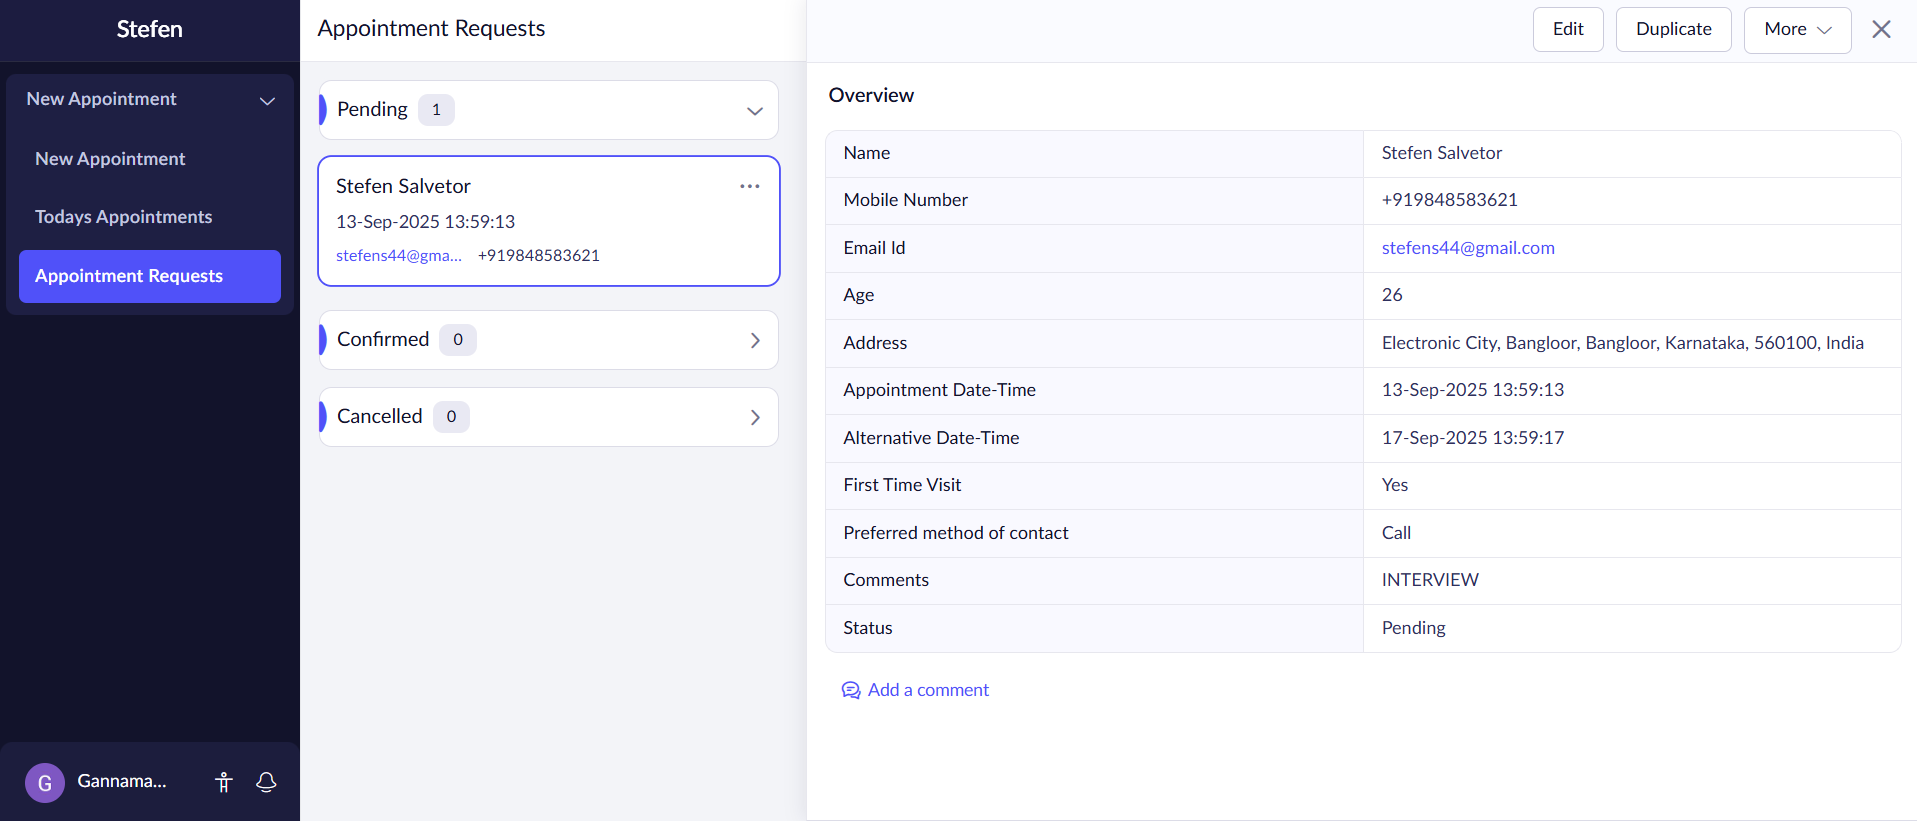 Stefen
New Appointment
New Appointment
Todays Appointments
Appointment Requests
G Gannama...
Appointment Requests
Pending 1
Stefen Salvetor ...
13-Sep-2025 13:59:13
stefens44@gma... +919848583621
Confirmed 0
Cancelled 0
Edit Duplicate More
Overview
Name Stefen Salvetor
Mobile Number +919848583621
Email Id stefens44@gmail.com
Age 26
Address Electronic City, Bangloor, Bangloor, Karnataka, 560100, India
Appointment Date-Time 13-Sep-2025 13:59:13
Alternative Date-Time 17-Sep-2025 13:59:17
First Time Visit Yes
Preferred method of contact Call
Comments INTERVIEW
Status Pending
Add a comment